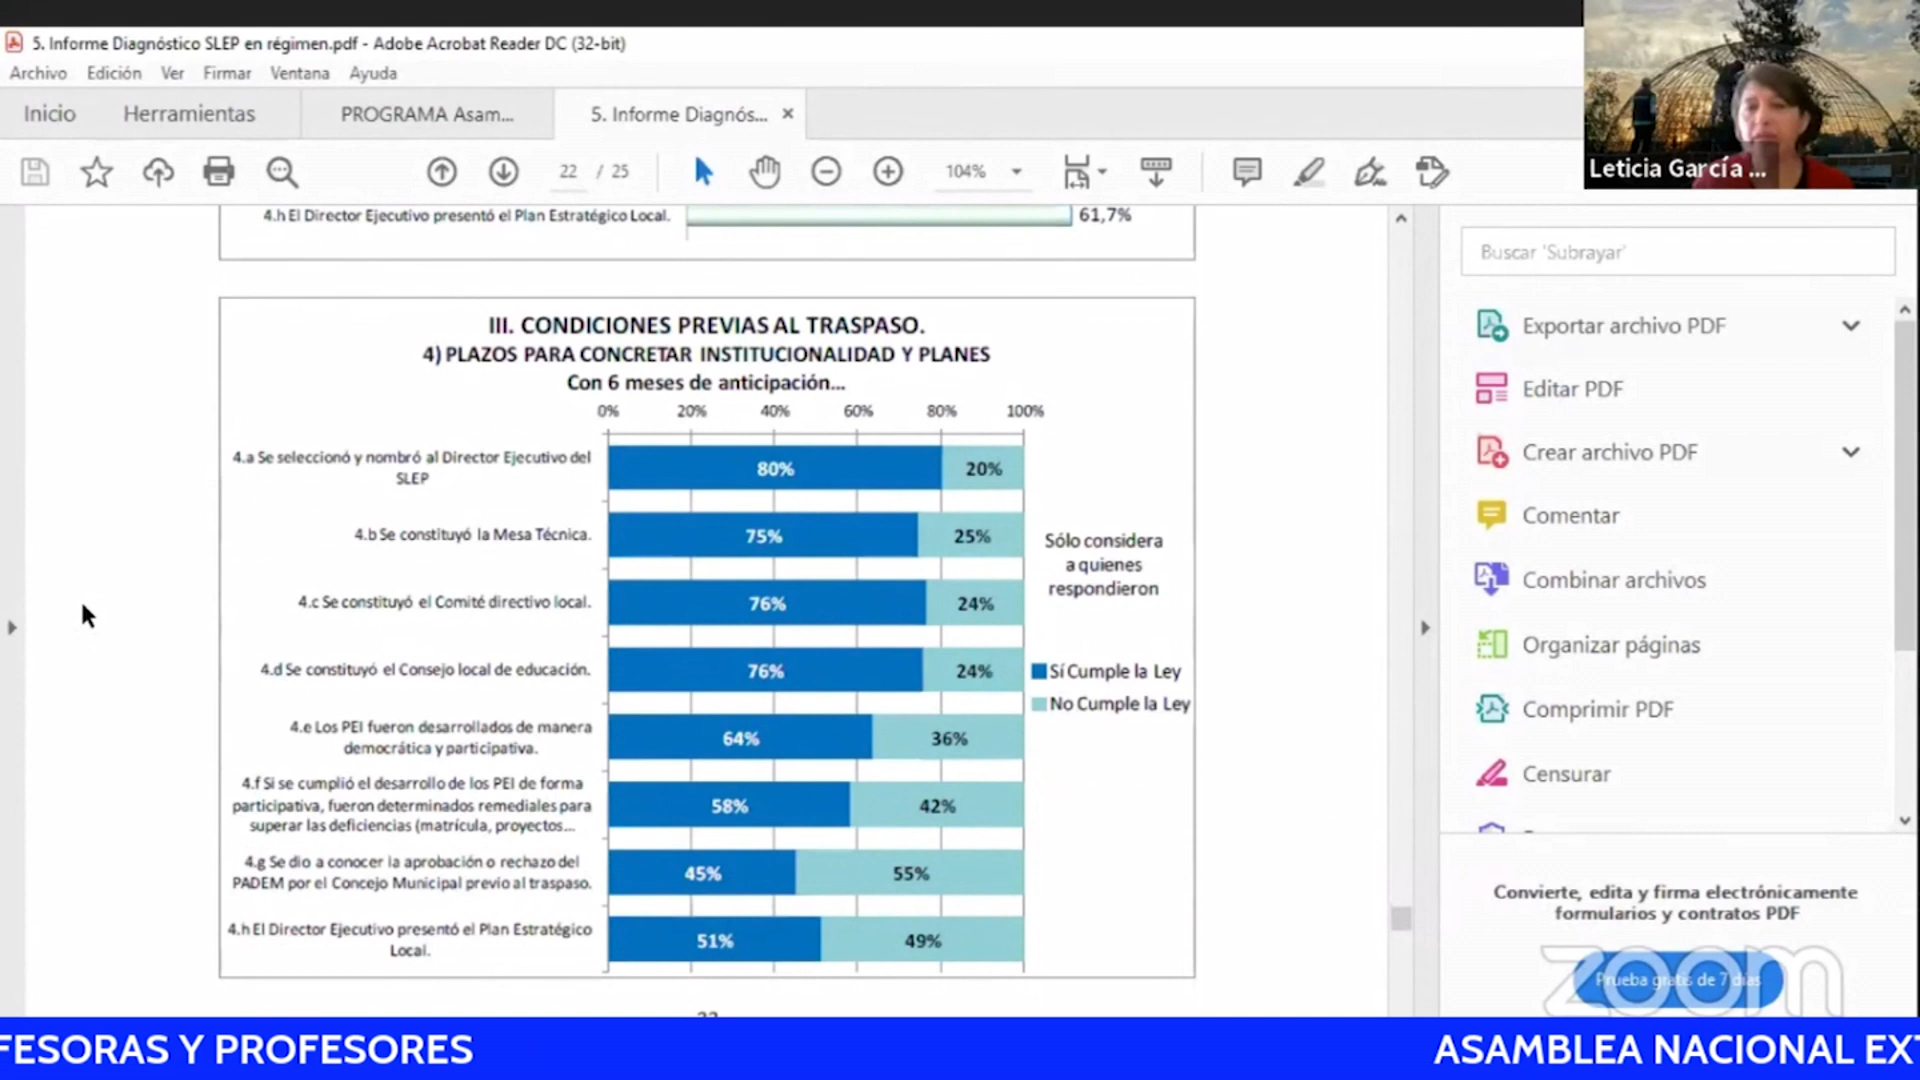 5. Informe Diagnóstico SLEP en régimen.pdf - Adobe Acrobat Reader DC (32-bit)
Archivo Edición Ver Firmar Ventana Ayuda
Inicio Herramientas PROGRAMA Asam... 5. Informe Diagnós... ×
22 / 25 104%
Leticia García ...
4.h El Director Ejecutivo presentó el Plan Estratégico Local. 61,7%
III. CONDICIONES PREVIAS AL TRASPASO.
4) PLAZOS PARA CONCRETAR INSTITUCIONALIDAD Y PLANES
Con 6 meses de anticipación...
0% 20% 40% 60% 80% 100%
4.a Se seleccionó y nombró al Director Ejecutivo del
SLEP
80% 20%
4.b Se constituyó la Mesa Técnica.
75% 25%
4.c Se constituyó el Comité directivo local.
76% 24%
4.d Se constituyó el Consejo local de educación.
76% 24%
4.e Los PEI fueron desarrollados de manera
democrática y participativa.
64% 36%
4.f Si se cumplió el desarrollo de los PEI de forma
participativa, fueron determinados remediales para
superar las deficiencias (matrícula, proyectos...
58% 42%
4.g Se dio a conocer la aprobación o rechazo del
PADEM por el Concejo Municipal previo al traspaso.
45% 55%
4.h El Director Ejecutivo presentó el Plan Estratégico
Local.
51% 49%
Sólo considera
a quienes
respondieron
Sí Cumple la Ley
No Cumple la Ley
Buscar 'Subrayar'
Exportar archivo PDF
Editar PDF
Crear archivo PDF
Comentar
Combinar archivos
Organizar páginas
Comprimir PDF
Censurar
Convierte, edita y firma electrónicamente
formularios y contratos PDF
Prueba gratis de 7 días
zoom
FESORAS Y PROFESORES
ASAMBLEA NACIONAL EXT